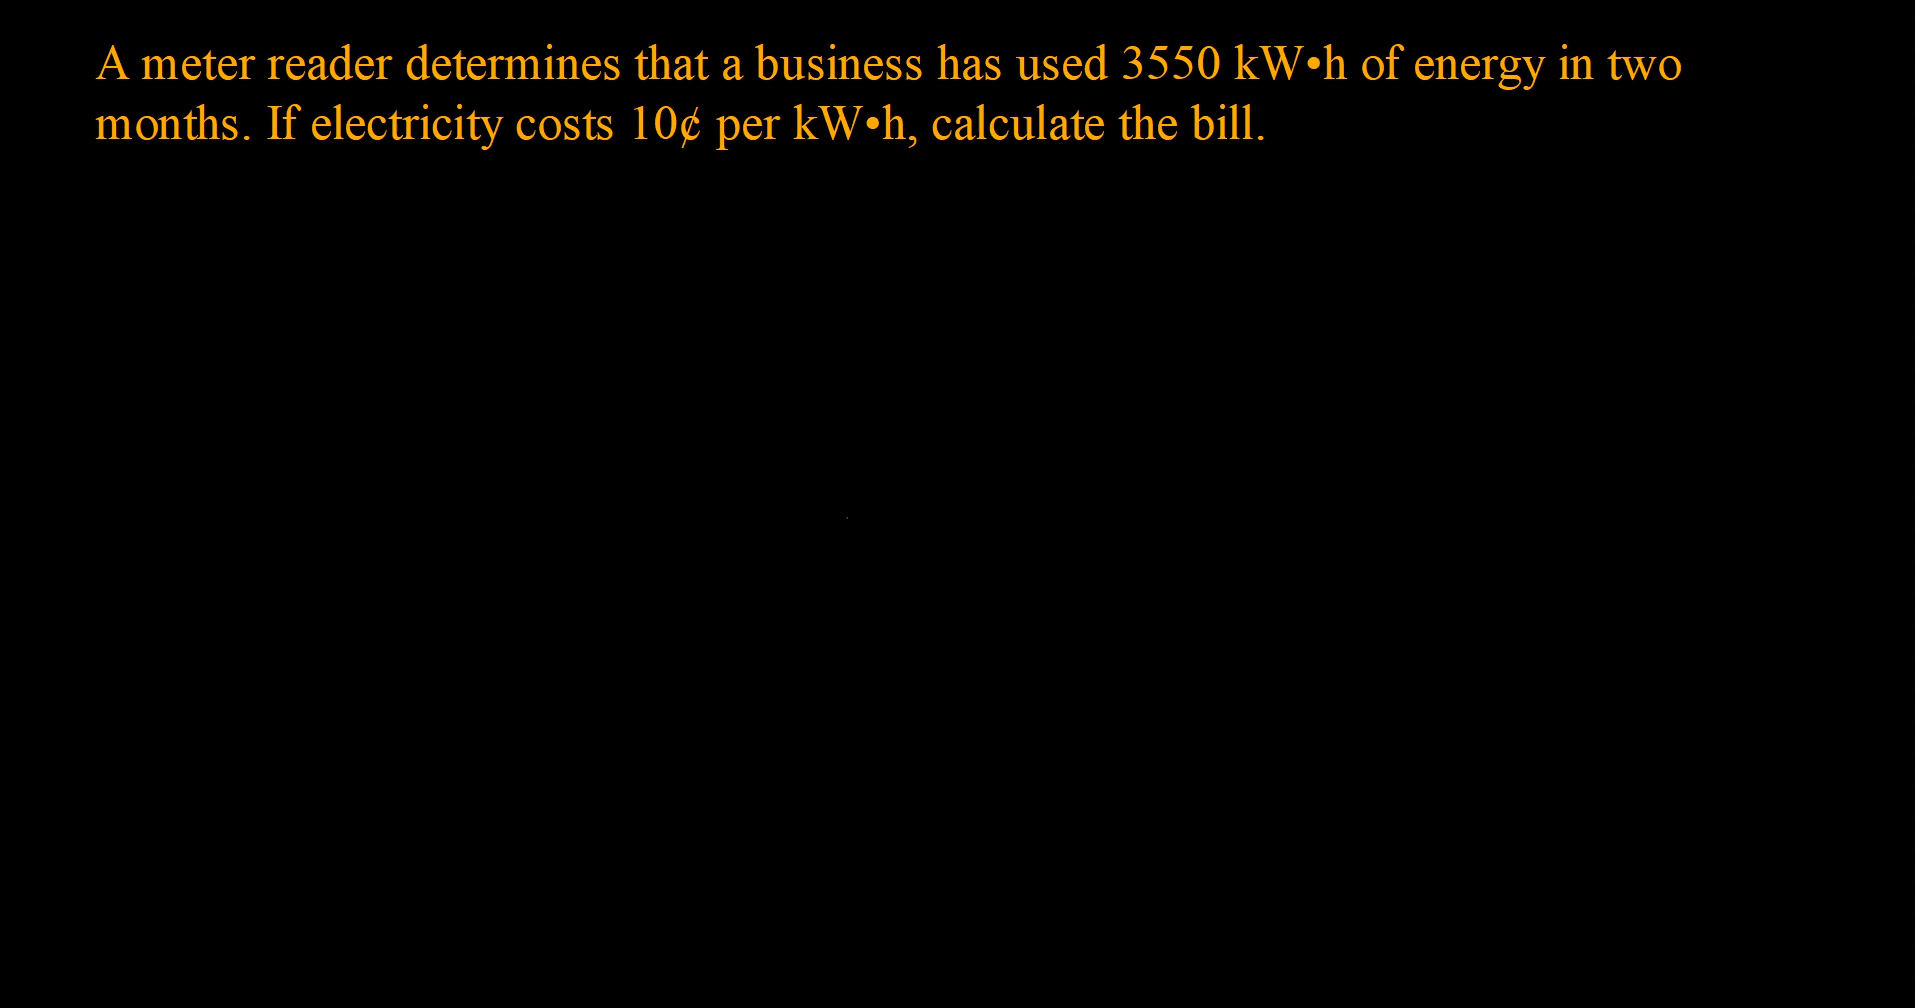 A meter reader determines that a business has used 3550 kW•h of energy in two
months. If electricity costs 10¢ per kW•h, calculate the bill.